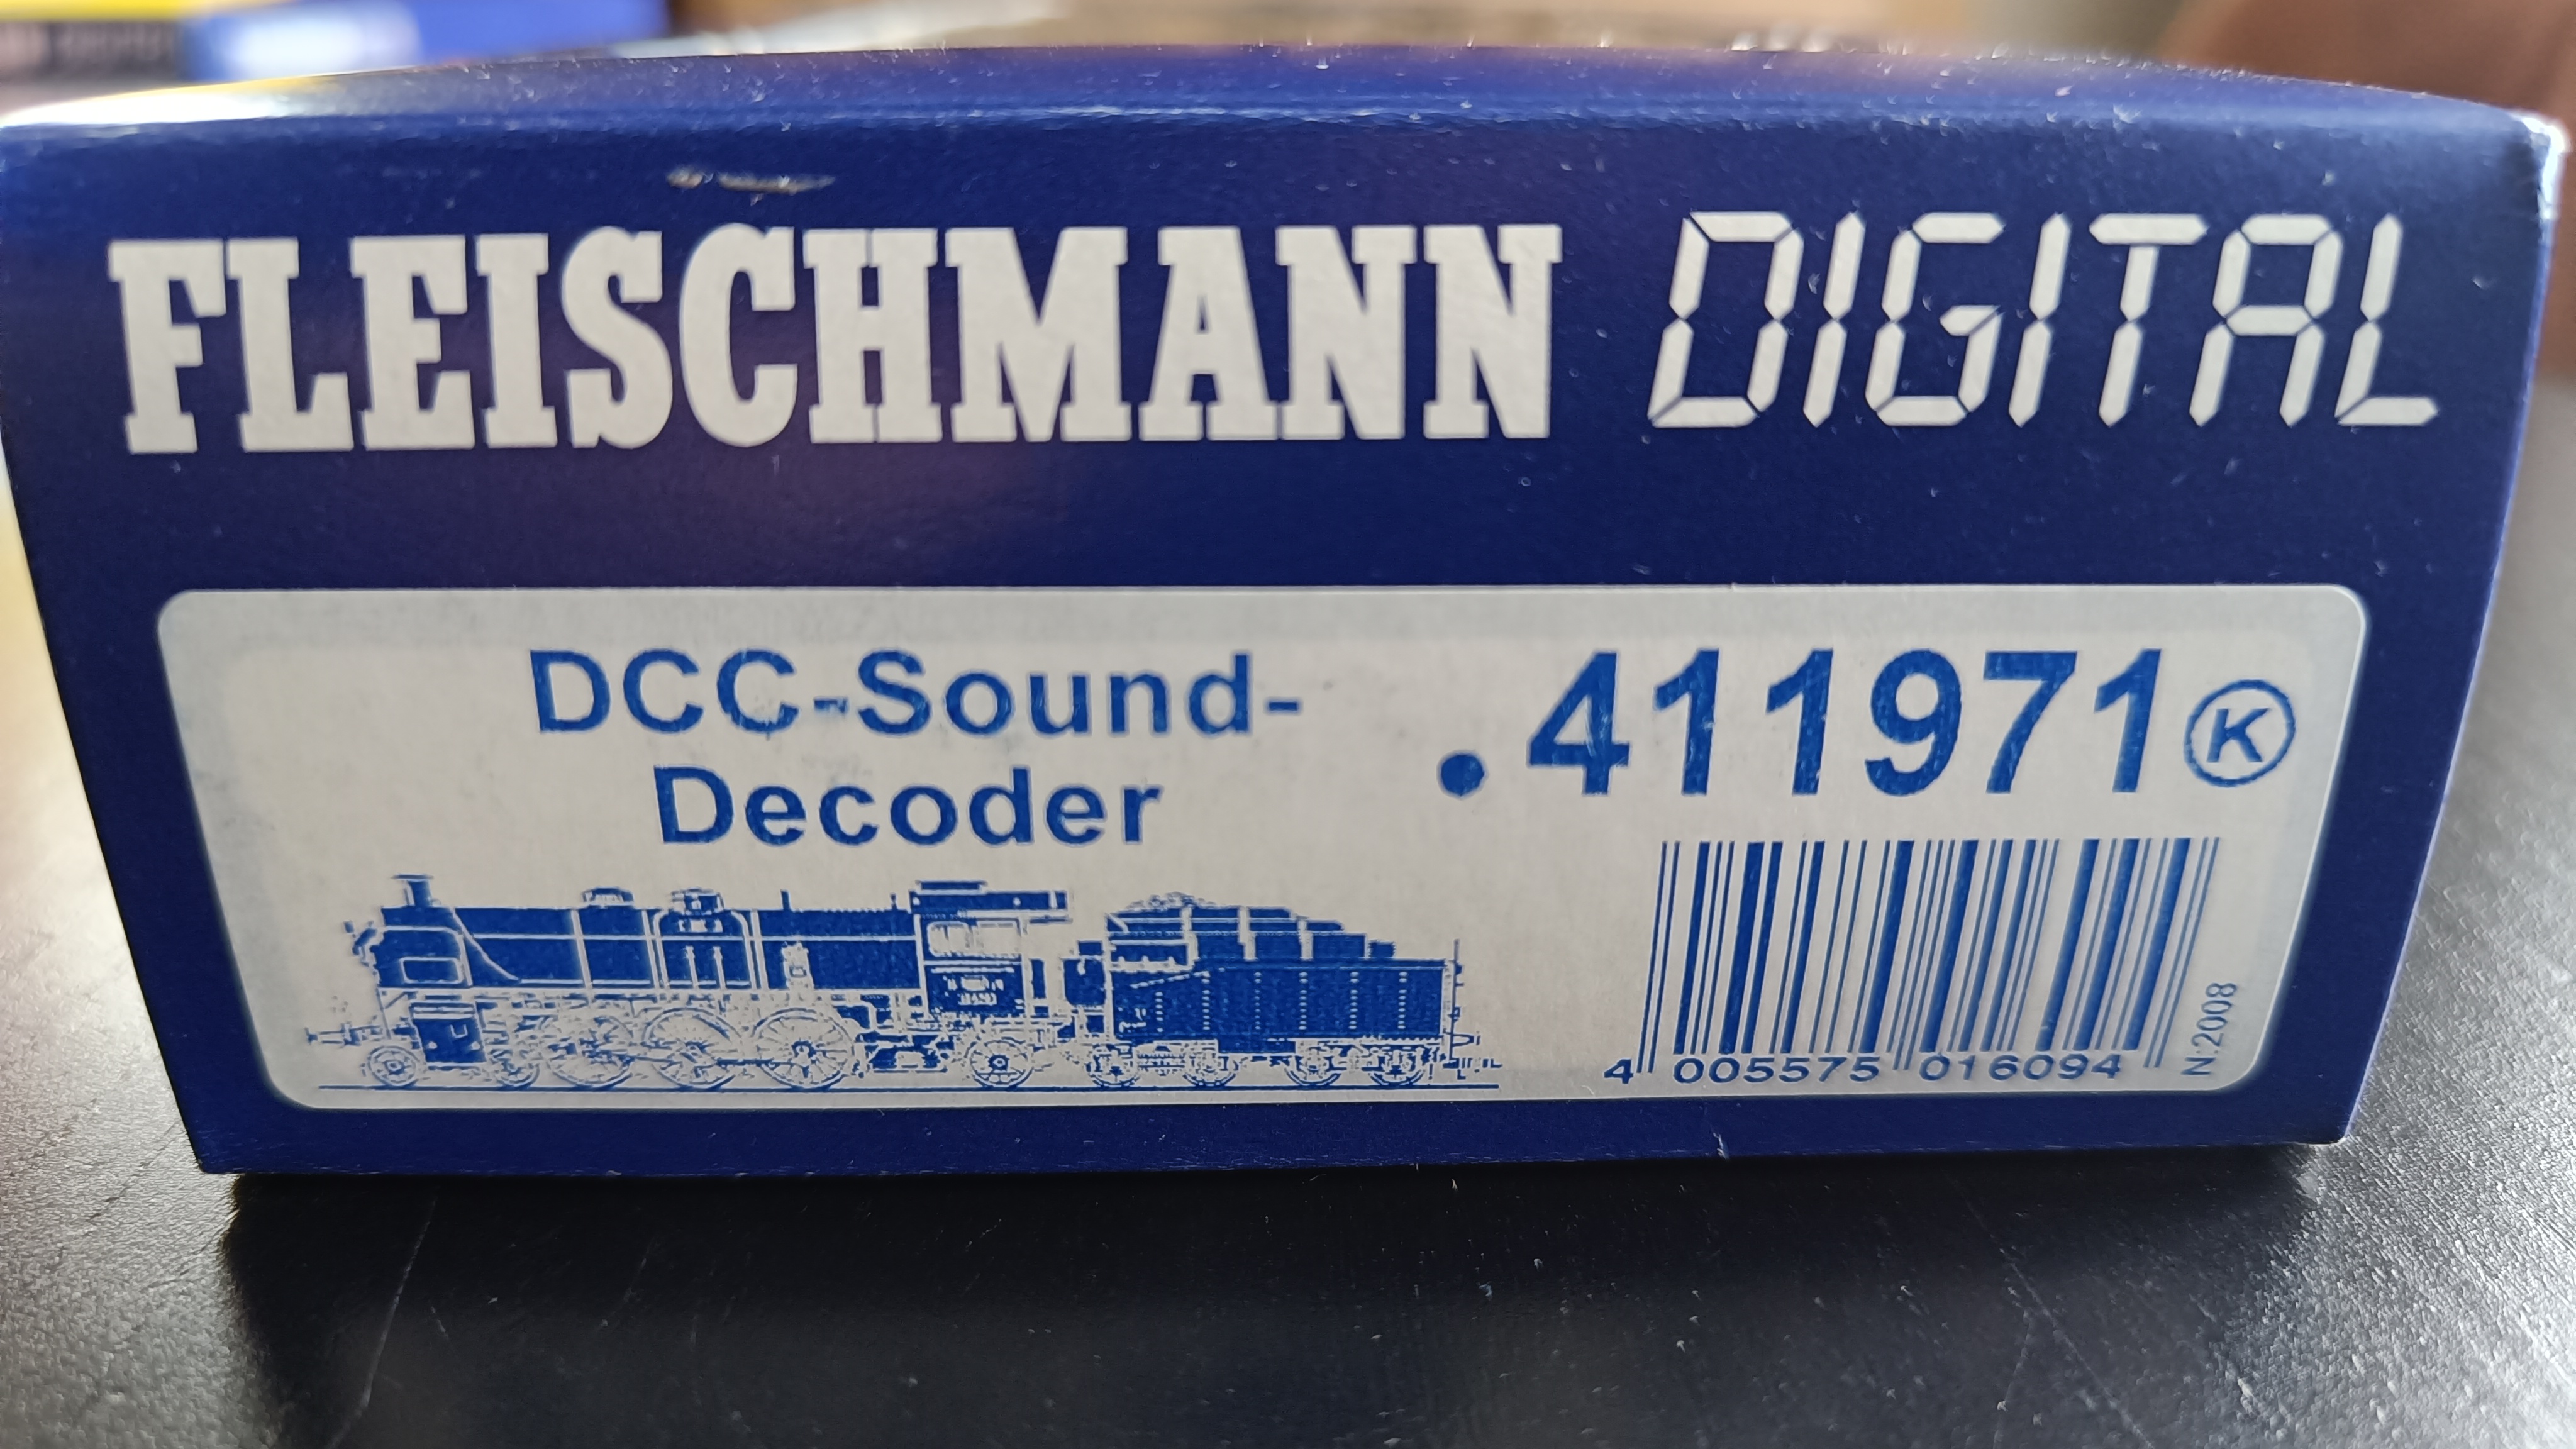 FLEISCHMANN DIGITAL
DCC-Sound-
Decoder
.411971 K
4 005575 016094
N:2008